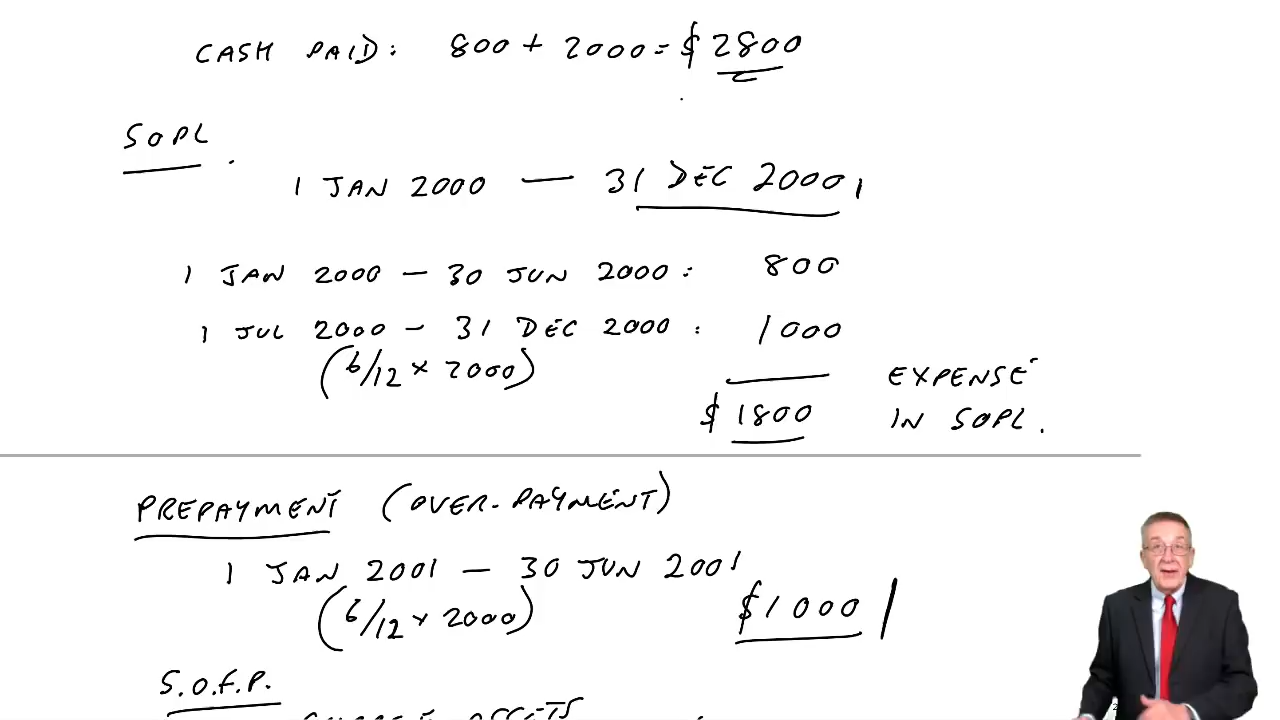 CASH PAID: 800 + 2000 = $2800
SOPL
1 JAN 2000 — 31 DEC 2000
1 JAN 2000 — 30 JUN 2000: 800
1 JUL 2000 - 31 DEC 2000: 1000
(6/12 × 2000)
EXPENSE
$1800 IN SOPL.
PREPAYMENT (OVER-PAYMENT)
1 JAN 2001 — 30 JUN 2001
(6/12 × 2000) $1000
S.O.F.P.
CURRENT ASSETS